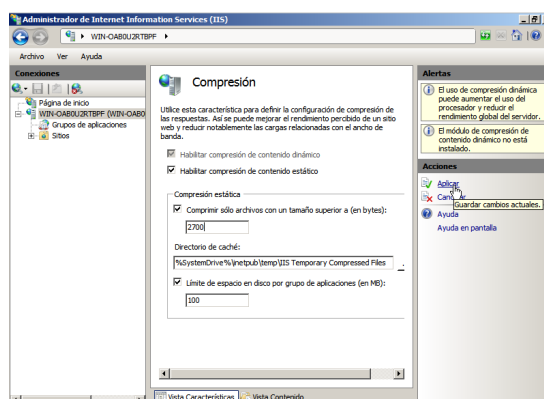 Administrador de Internet Information Services (IIS)
WIN-OAB0U2RTBPF
Archivo Ver Ayuda
Conexiones
Página de inicio
WIN-OAB0U2RTBPF (WIN-OAB0
Grupos de aplicaciones
Sitios
Compresión
Utilice esta característica para definir la configuración de compresión de
las respuestas. Así se puede mejorar el rendimiento percibido de un sitio
web y reducir notablemente las cargas relacionadas con el ancho de
banda.
Habilitar compresión de contenido dinámico
Habilitar compresión de contenido estático
Compresión estática
Comprimir sólo archivos con un tamaño superior a (en bytes):
2700
Directorio de caché:
%SystemDrive%\inetpub\temp\IIS Temporary Compressed Files
Límite de espacio en disco por grupo de aplicaciones (en MB):
100
Vista Características Vista Contenido
Alertas
El uso de compresión dinámica
puede aumentar el uso del
procesador y reducir el
rendimiento global del servidor.
El módulo de compresión de
contenido dinámico no está
instalado.
Acciones
Aplicar
Guardar cambios actuales.
Ayuda
Ayuda en pantalla